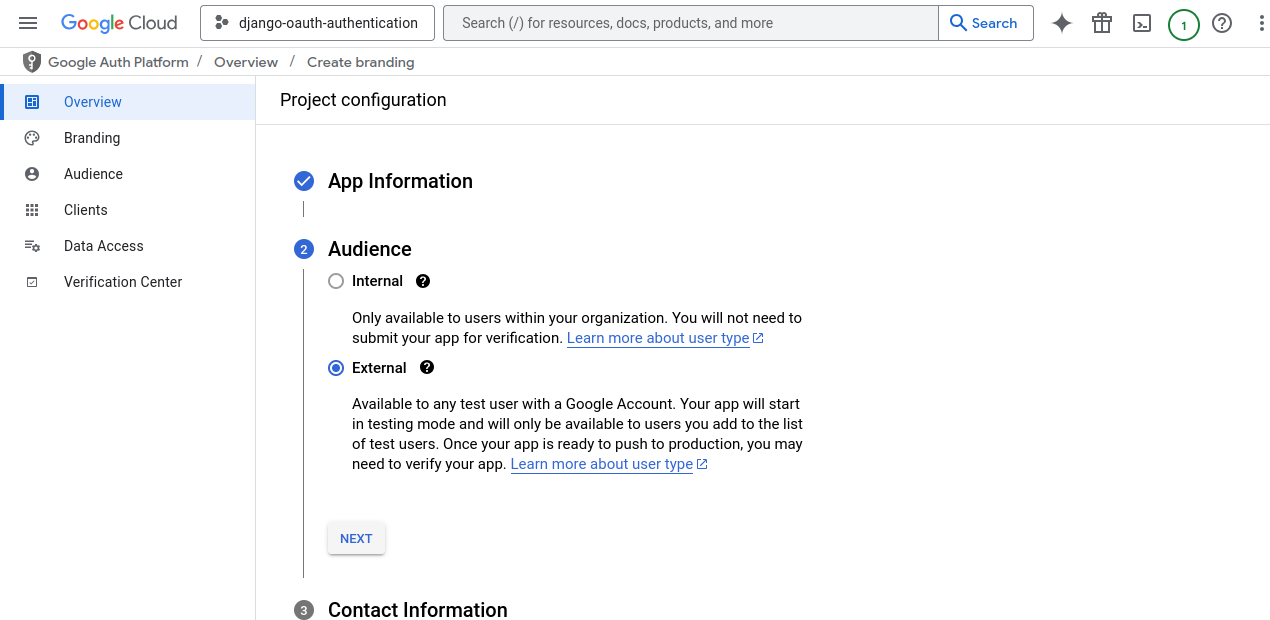 Google Cloud
django-oauth-authentication
Search (/) for resources, docs, products, and more
Search
1
Google Auth Platform / Overview / Create branding
Overview
Branding
Audience
Clients
Data Access
Verification Center
Project configuration
App Information
2 Audience
Internal
Only available to users within your organization. You will not need to
submit your app for verification. Learn more about user type
External
Available to any test user with a Google Account. Your app will start
in testing mode and will only be available to users you add to the list
of test users. Once your app is ready to push to production, you may
need to verify your app. Learn more about user type
NEXT
3 Contact Information